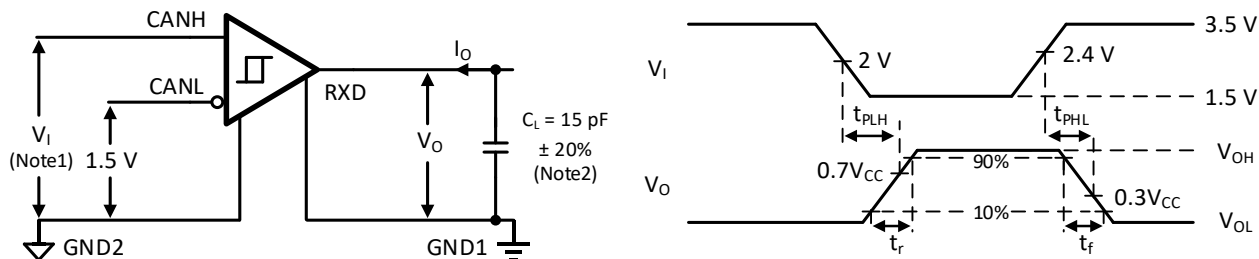 CANH
CANL
V_I
(Note1)
1.5 V
GND2
RXD
I_O
V_O
C_L = 15 pF
± 20%
(Note2)
GND1
V_I
2 V
2.4 V
3.5 V
1.5 V
t_PLH
t_PHL
V_O
0.7V_CC
90%
10%
0.3V_CC
V_OH
V_OL
t_r
t_f